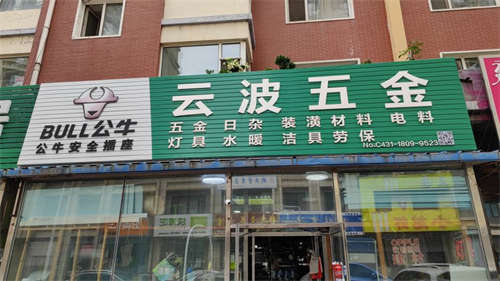 BULL公牛
公牛安全插座
云波五金
五金日杂 装潢材料 电料
灯具 水暖 洁具劳保
No:C431-1809-9523